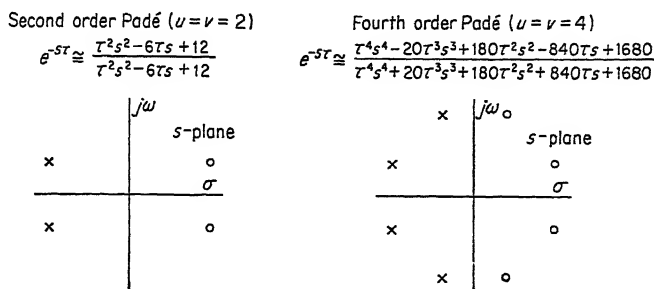 Second order Padé (u = ν = 2)
e^{-sτ} ≅ (τ²s² − 6τs + 12) / (τ²s² − 6τs + 12)
jω
s-plane
σ
Fourth order Padé (u = ν = 4)
e^{-sτ} ≅ (τ⁴s⁴ − 20τ³s³ + 180τ²s² − 840τs + 1680) / (τ⁴s⁴ + 20τ³s³ + 180τ²s² + 840τs + 1680)
jω
s-plane
σ